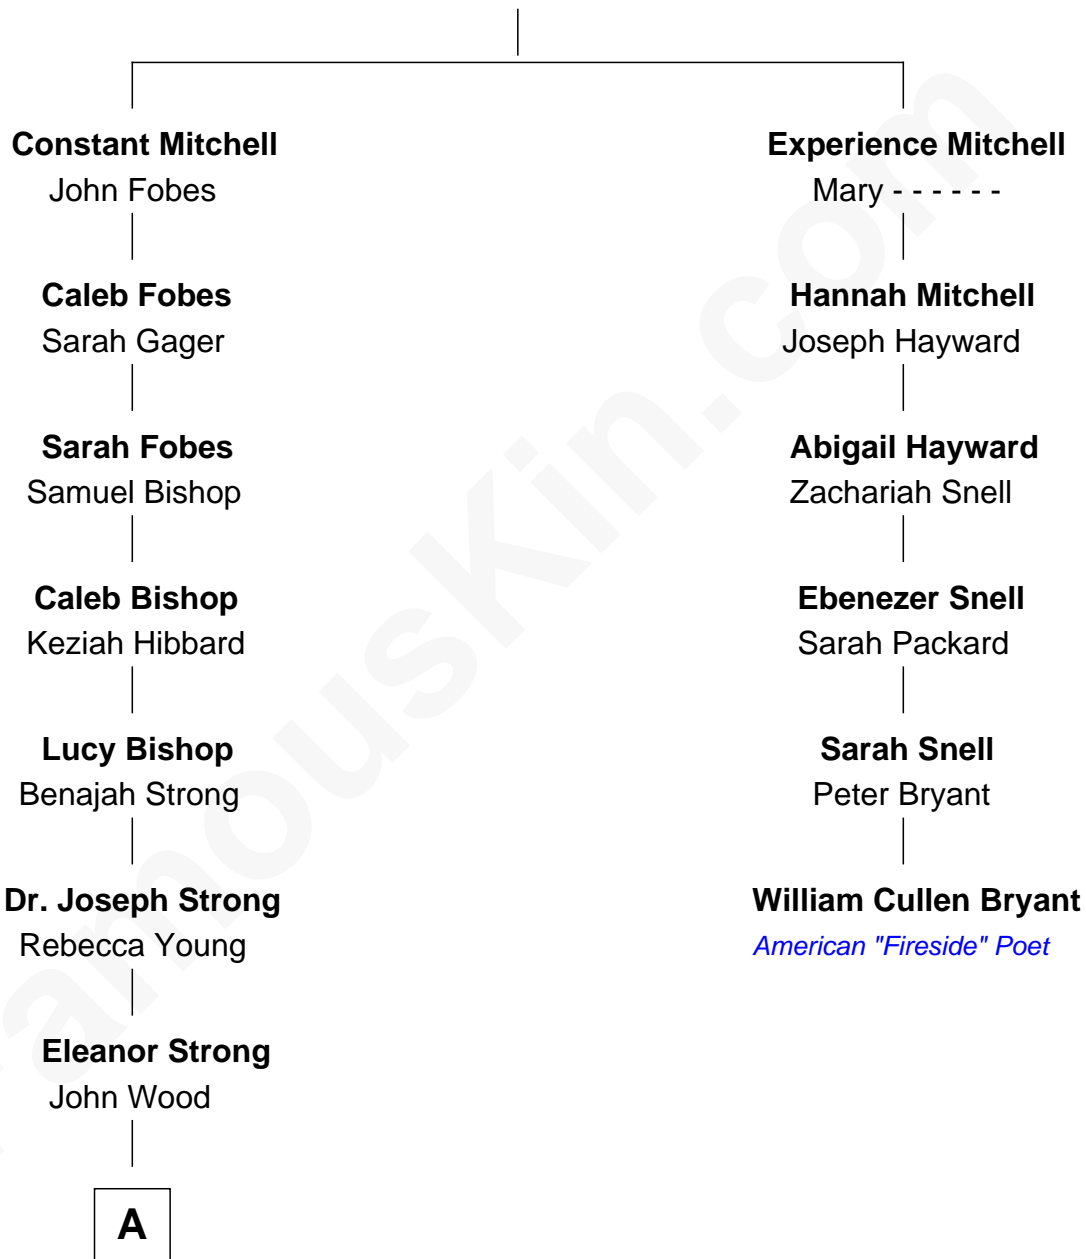 Constant Mitchell
John Fobes
Caleb Fobes
Sarah Gager
Sarah Fobes
Samuel Bishop
Caleb Bishop
Keziah Hibbard
Lucy Bishop
Benajah Strong
Dr. Joseph Strong
Rebecca Young
Eleanor Strong
John Wood
A
Experience Mitchell
Mary - - - - - -
Hannah Mitchell
Joseph Hayward
Abigail Hayward
Zachariah Snell
Ebenezer Snell
Sarah Packard
Sarah Snell
Peter Bryant
William Cullen Bryant
American "Fireside" Poet
FamousKin.com